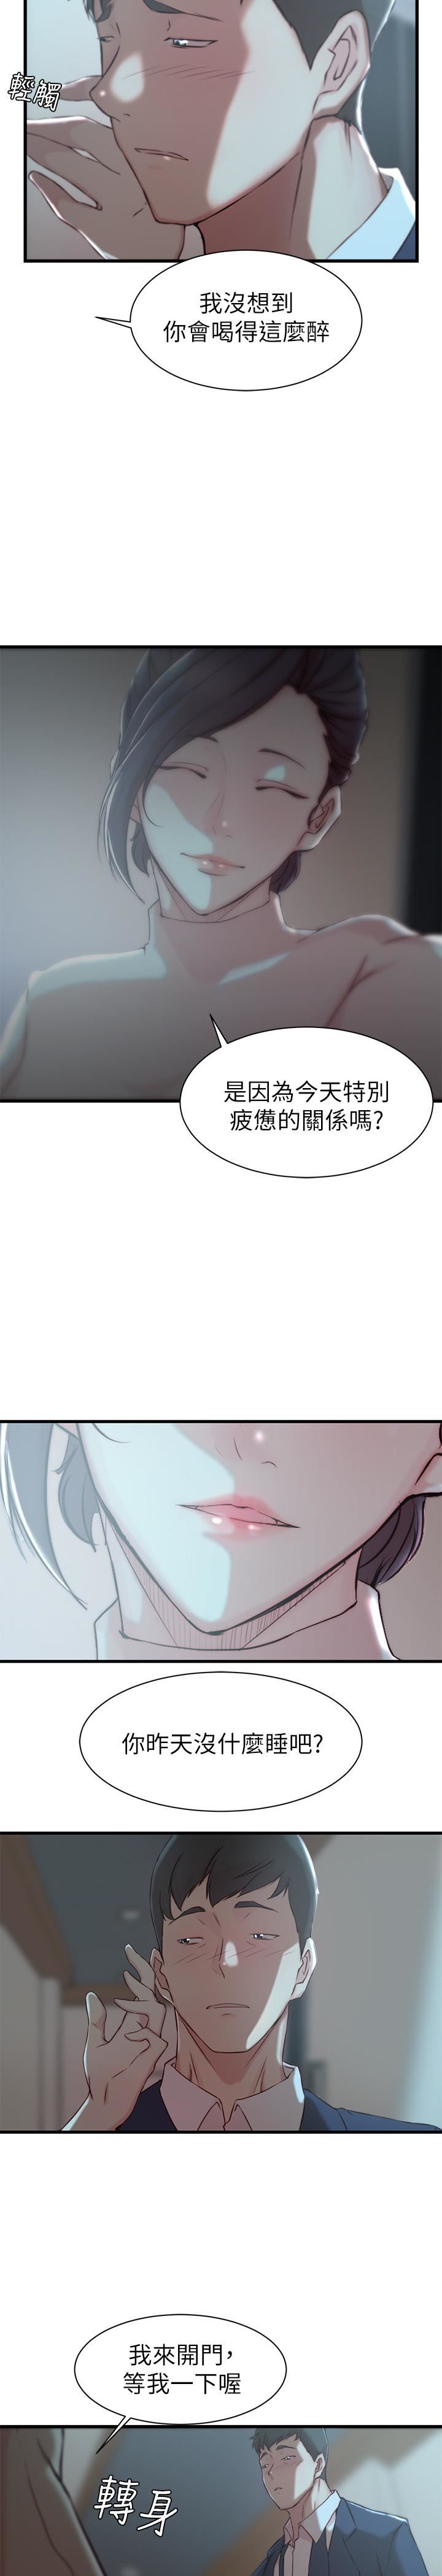 輕觸
我沒想到
你會喝得這麼醉
是因為今天特別
疲憊的關係嗎?
你昨天沒什麼睡吧?
我來開門,
等我一下喔
轉身